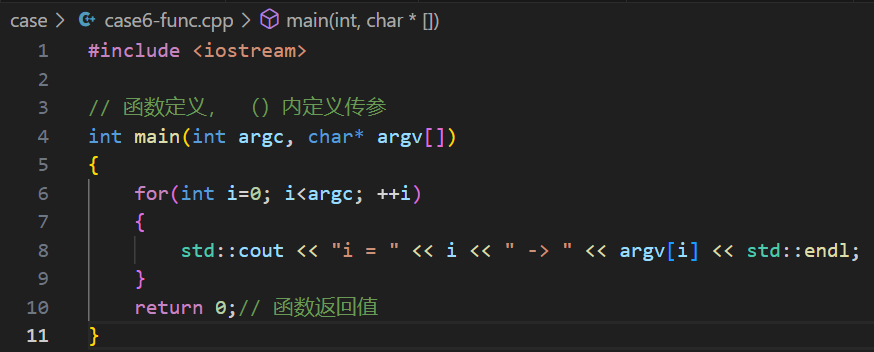 case > case6-func.cpp > main(int, char * [])
1 #include <iostream>
2
3 // 函数定义， （）内定义传参
4 int main(int argc, char* argv[])
5 {
6     for(int i=0; i<argc; ++i)
7     {
8         std::cout << "i = " << i << " -> " << argv[i] << std::endl;
9     }
10     return 0;// 函数返回值
11 }